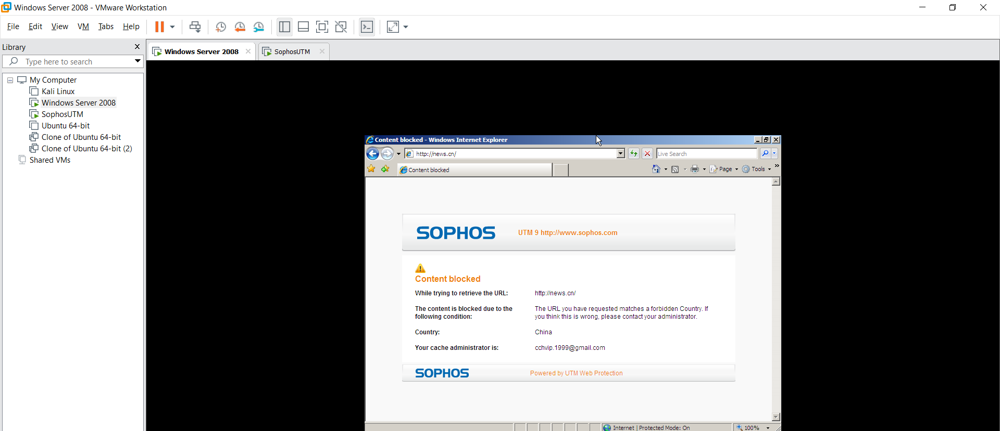 Windows Server 2008 - VMware Workstation
File Edit View VM Tabs Help
Library
Type here to search
My Computer
Kali Linux
Windows Server 2008
SophosUTM
Ubuntu 64-bit
Clone of Ubuntu 64-bit
Clone of Ubuntu 64-bit (2)
Shared VMs
Windows Server 2008
SophosUTM
Content blocked - Windows Internet Explorer
http://news.cn/
Live Search
Content blocked
Page
Tools
SOPHOS
UTM 9 http://www.sophos.com
Content blocked
While trying to retrieve the URL: http://news.cn/
The content is blocked due to the
following condition:
The URL you have requested matches a forbidden Country. If
you think this is wrong, please contact your administrator.
Country: China
Your cache administrator is: cchvip.1999@gmail.com
SOPHOS
Powered by UTM Web Protection
Internet | Protected Mode: On
100%